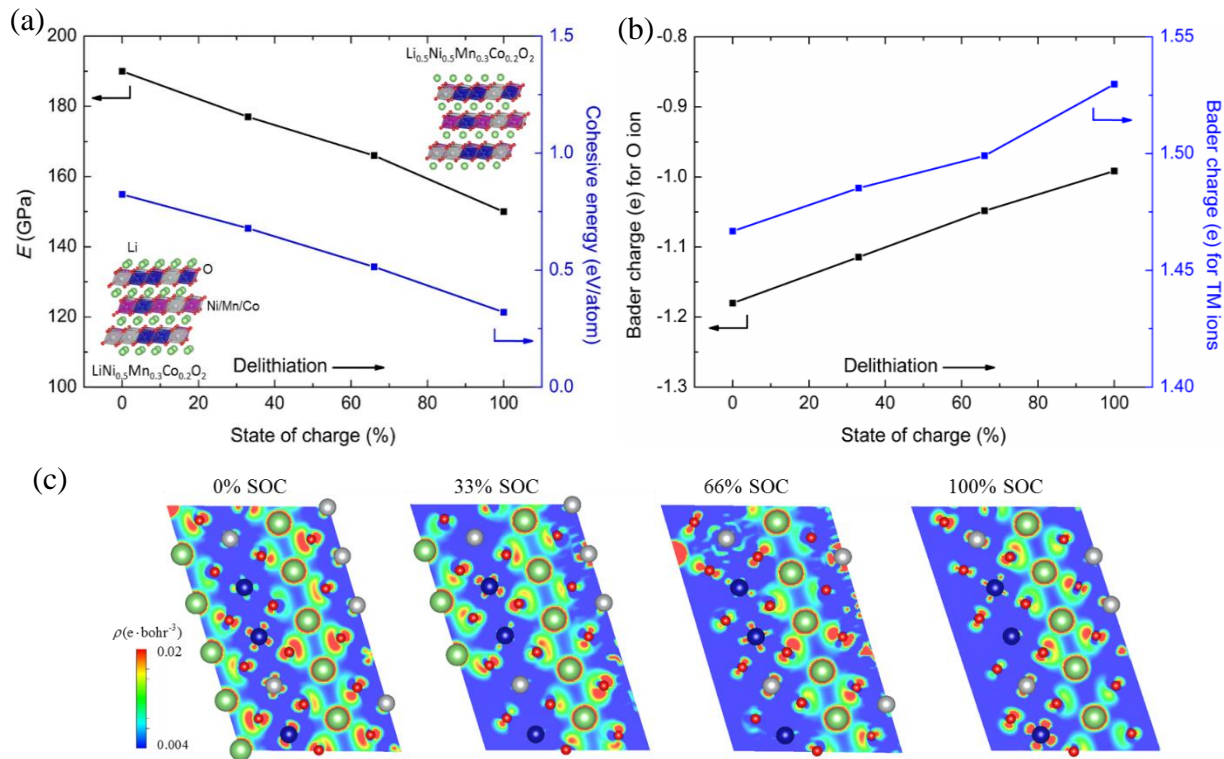 (a)
200
180
160
140
120
100
E (GPa)
1.5
1.0
0.5
0.0
Cohesive energy (eV/atom)
Li0.5Ni0.5Mn0.3Co0.2O2
Li
O
Ni/Mn/Co
LiNi0.5Mn0.3Co0.2O2
Delithiation
0 20 40 60 80 100
State of charge (%)
(b)
-0.8
-0.9
-1.0
-1.1
-1.2
-1.3
Bader charge (e) for O ion
1.55
1.50
1.45
1.40
Bader charge (e) for TM ions
Delithiation
0 20 40 60 80 100
State of charge (%)
(c)
0% SOC 33% SOC 66% SOC 100% SOC
ρ(e·bohr⁻³)
0.02
0.004